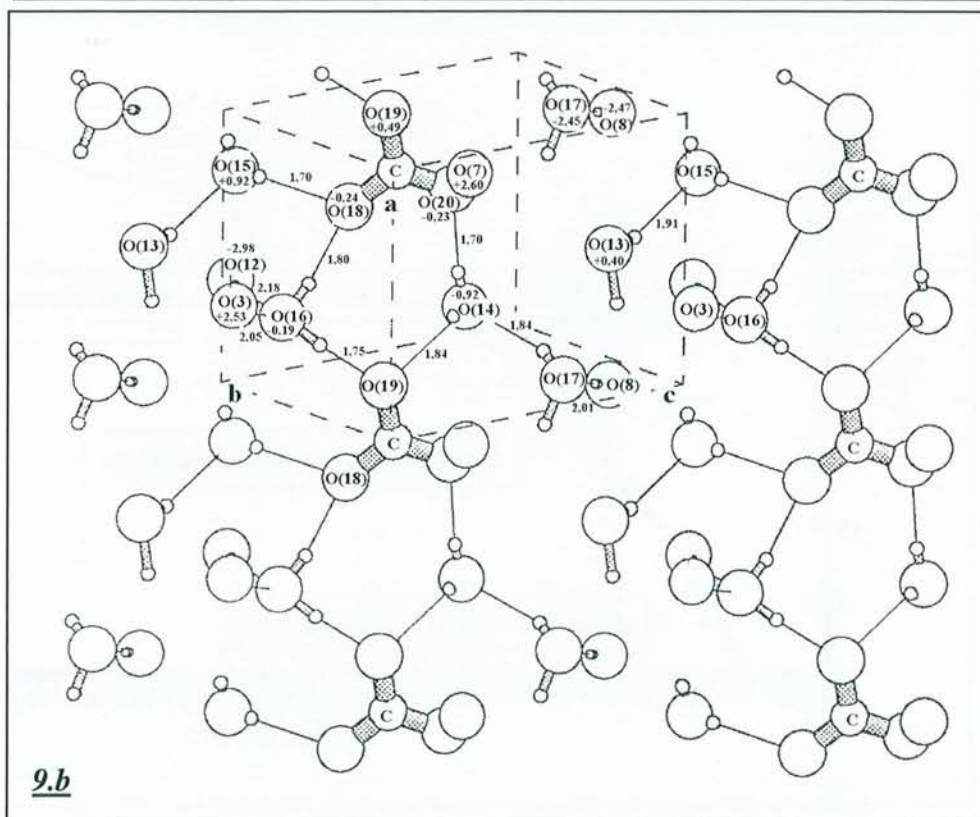 O(19)
+0.49
O(17)
-2.45
-2.47
O(8)
O(15)
+0.92
1.70
C
O(7)
+2.60
-0.24
O(18)
a
O(20)
-0.23
O(15)
C
O(13)
1.80
1.70
1.91
O(13)
+0.40
-2.98
O(12)
2.18
O(3)
+2.53
O(16)
-0.19
2.05
1.75
-0.92
O(14)
1.84
1.84
O(3)
O(16)
b
O(19)
O(17)
O(8)
2.01
c
C
C
O(18)
C
C
9.b